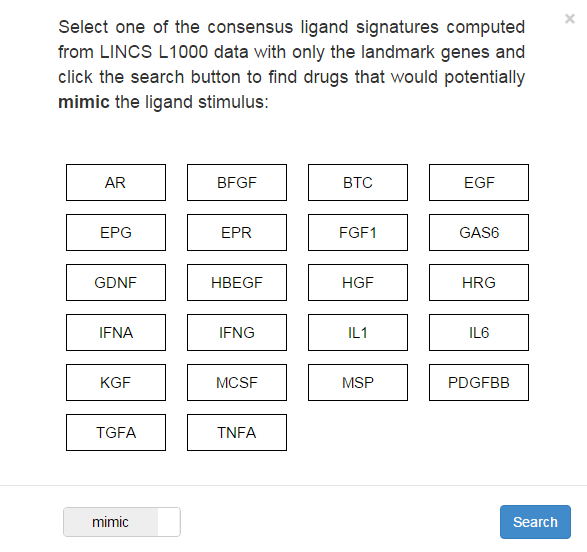 ×
Select one of the consensus ligand signatures computed
from LINCS L1000 data with only the landmark genes and
click the search button to find drugs that would potentially
mimic the ligand stimulus:
AR BFGF BTC EGF
EPG EPR FGF1 GAS6
GDNF HBEGF HGF HRG
IFNA IFNG IL1 IL6
KGF MCSF MSP PDGFBB
TGFA TNFA
mimic Search